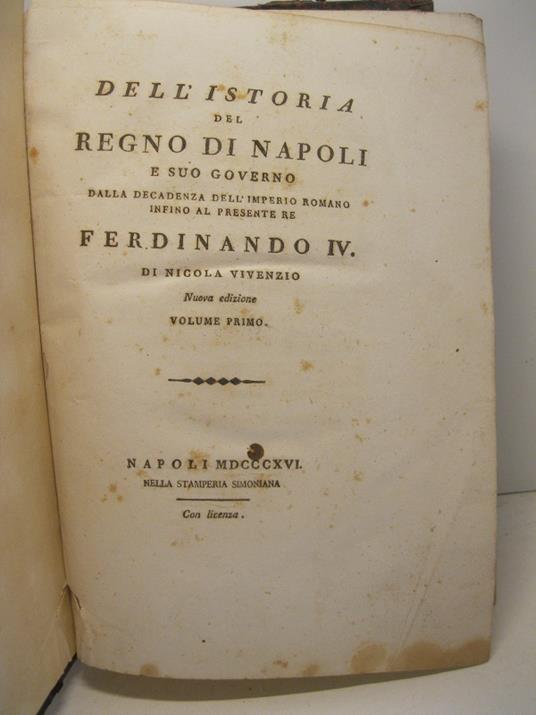 DELL' ISTORIA
DEL
REGNO DI NAPOLI
E SUO GOVERNO
DALLA DECADENZA DELL' IMPERIO ROMANO
INFINO AL PRESENTE RE
FERDINANDO IV.
DI NICOLA VIVENZIO
Nuova edizione
VOLUME PRIMO.
NAPOLI MDCCCXVI.
NELLA STAMPERIA SIMONIANA
Con licenza.